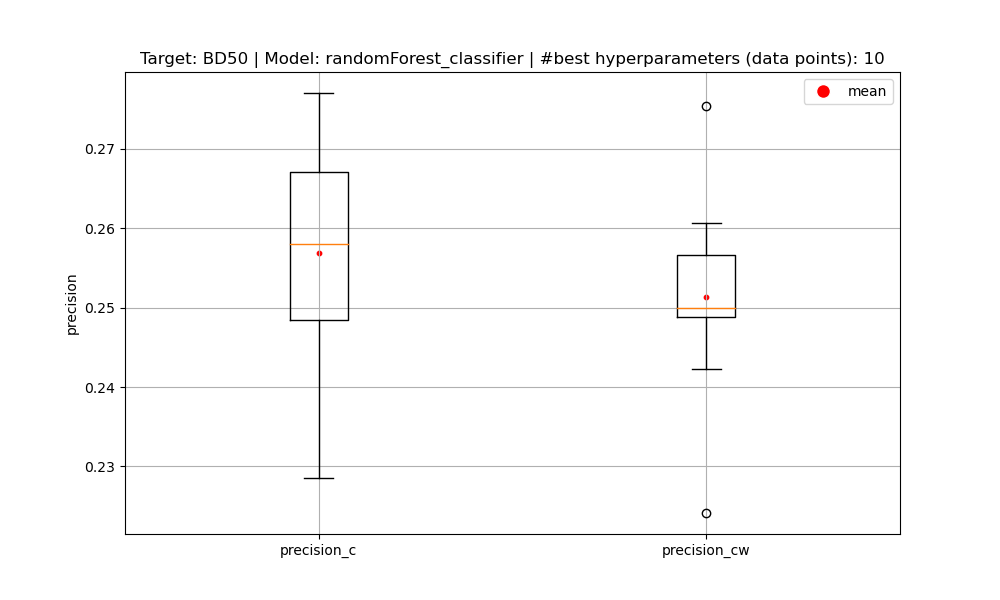 Target: BD50 | Model: randomForest_classifier | #best hyperparameters (data points): 10
mean
0.27
0.26
0.25
0.24
0.23
precision
precision_c
precision_cw